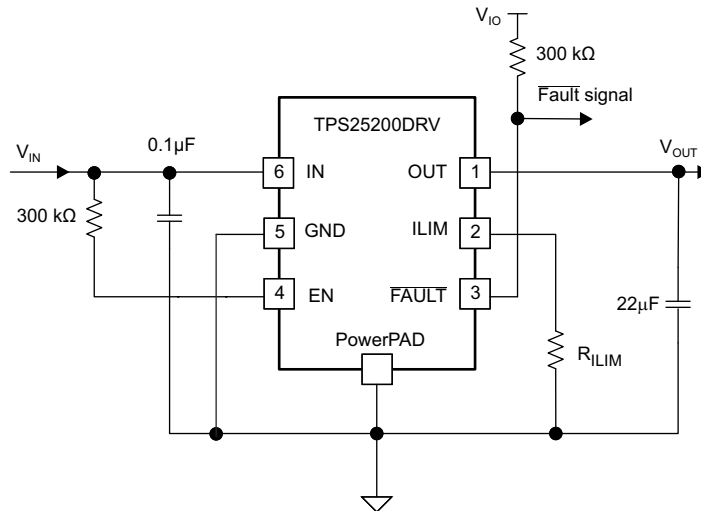 V_IO
300 kΩ
Fault signal
TPS25200DRV
V_IN
0.1µF
V_OUT
6 IN
OUT 1
300 kΩ
5 GND
ILIM 2
4 EN
FAULT 3
22µF
PowerPAD
R_ILIM